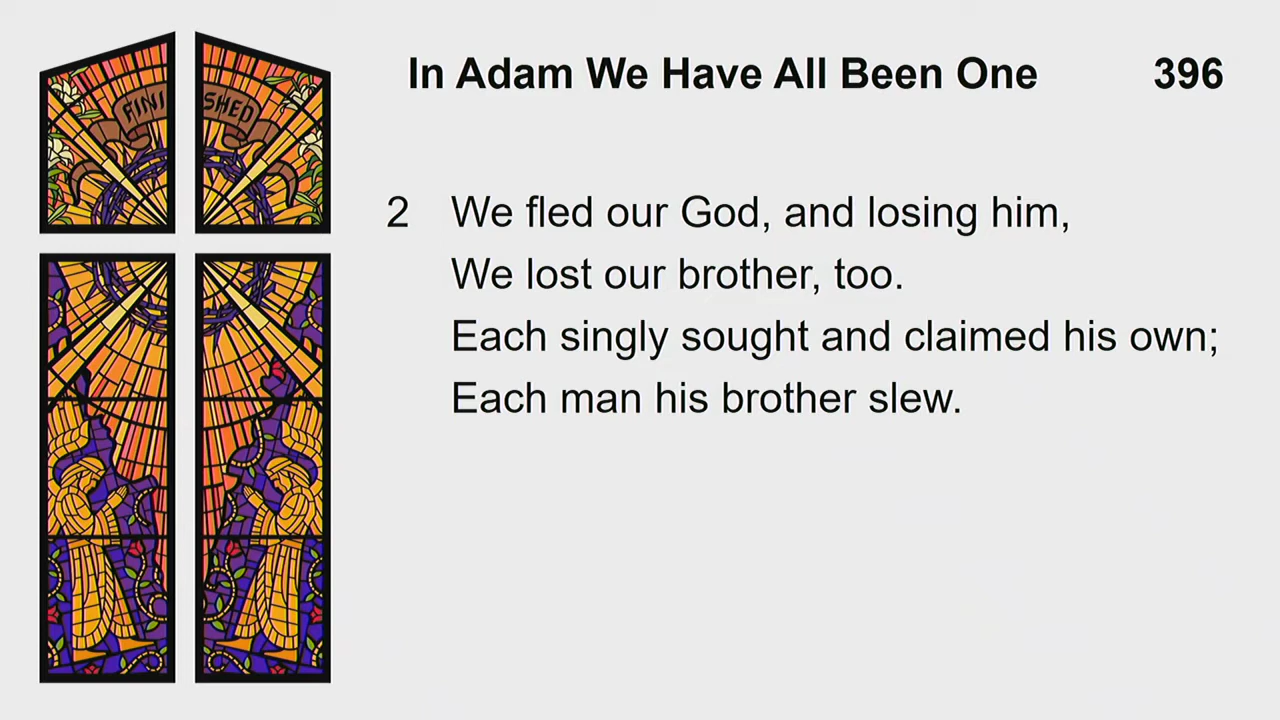 FINI SHED
In Adam We Have All Been One 396
2 We fled our God, and losing him,
We lost our brother, too.
Each singly sought and claimed his own;
Each man his brother slew.